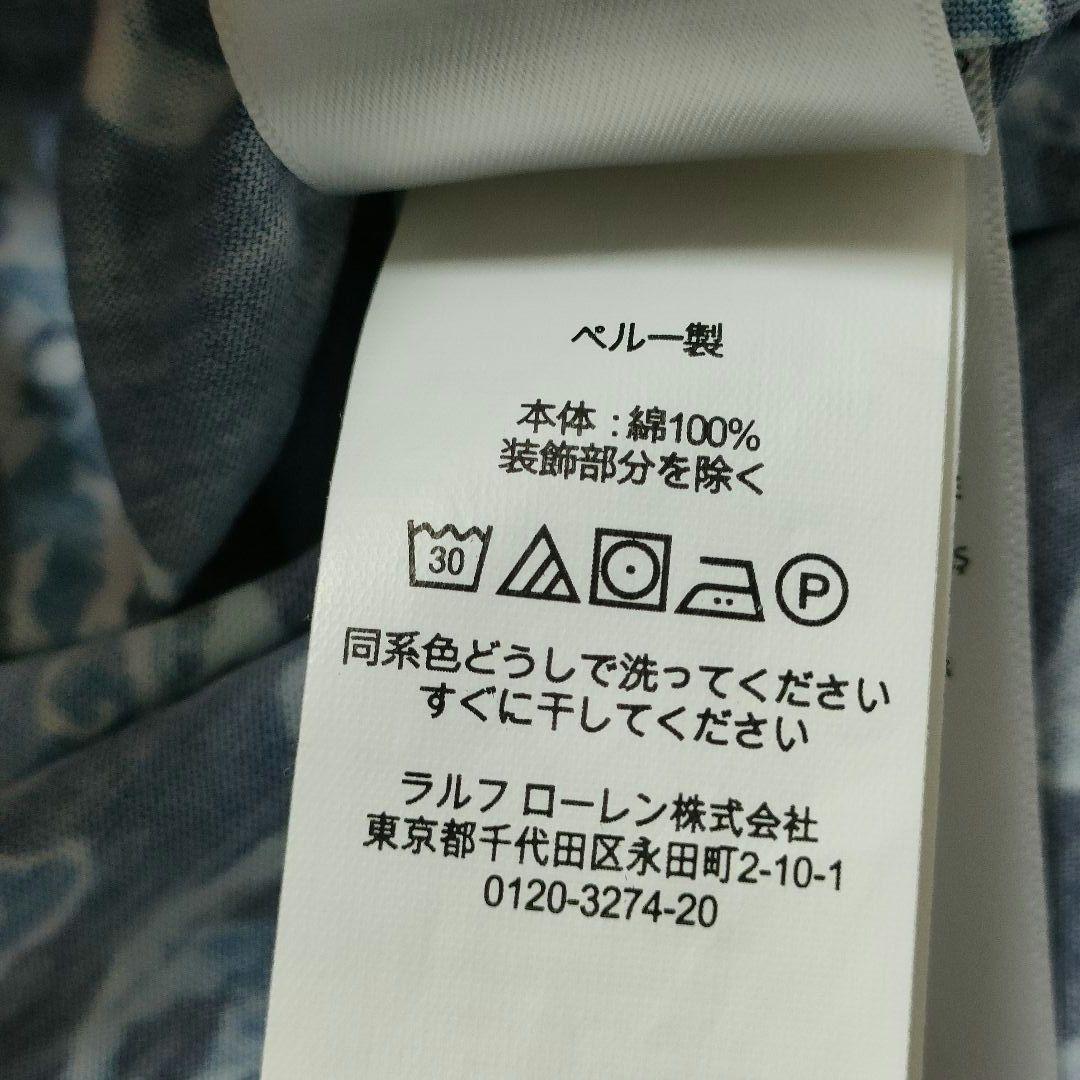 ペルー製
本体：綿100%
装飾部分を除く
30 P
同系色どうしで洗ってください
すぐに干してください
ラルフ ローレン株式会社
東京都千代田区永田町2-10-1
0120-3274-20